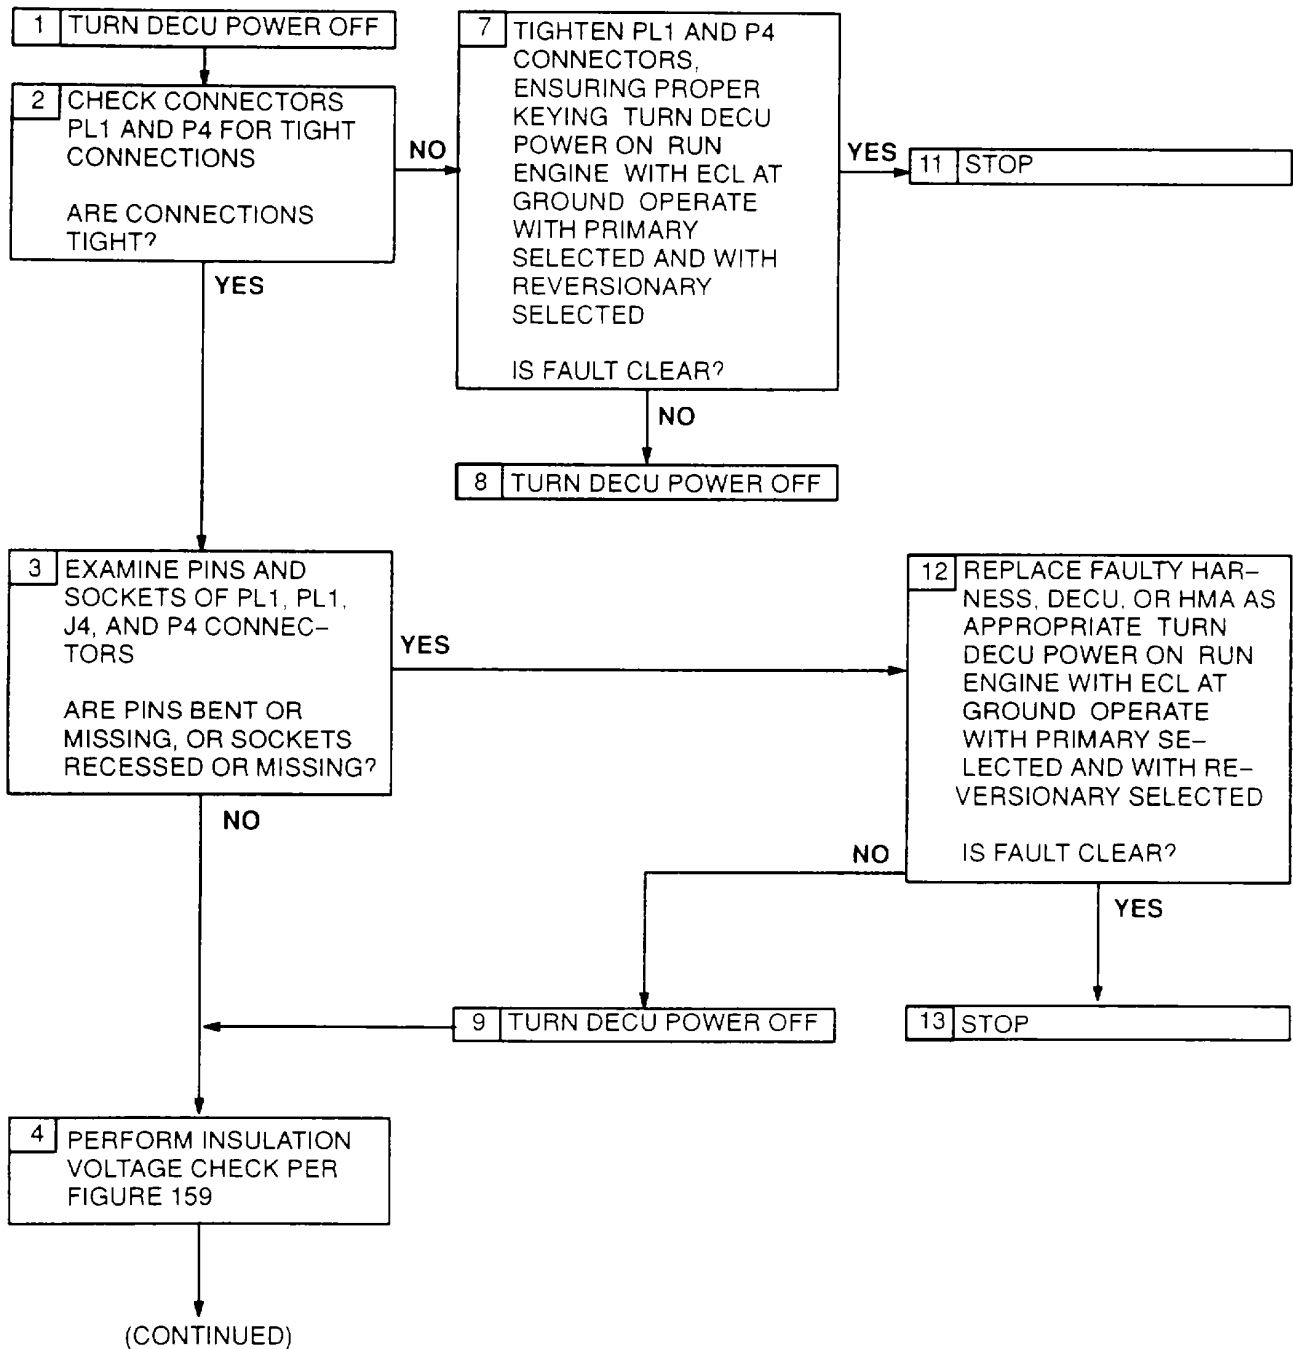 1 TURN DECU POWER OFF
2 CHECK CONNECTORS
PL1 AND P4 FOR TIGHT
CONNECTIONS
ARE CONNECTIONS
TIGHT?
NO
YES
7 TIGHTEN PL1 AND P4
CONNECTORS,
ENSURING PROPER
KEYING TURN DECU
POWER ON RUN
ENGINE WITH ECL AT
GROUND OPERATE
WITH PRIMARY
SELECTED AND WITH
REVERSIONARY
SELECTED
IS FAULT CLEAR?
YES
11 STOP
NO
8 TURN DECU POWER OFF
3 EXAMINE PINS AND
SOCKETS OF PL1, PL1,
J4, AND P4 CONNEC–
TORS
ARE PINS BENT OR
MISSING, OR SOCKETS
RECESSED OR MISSING?
YES
NO
12 REPLACE FAULTY HAR–
NESS, DECU, OR HMA AS
APPROPRIATE TURN
DECU POWER ON RUN
ENGINE WITH ECL AT
GROUND OPERATE
WITH PRIMARY SE–
LECTED AND WITH RE–
VERSIONARY SELECTED
IS FAULT CLEAR?
NO
YES
9 TURN DECU POWER OFF
13 STOP
4 PERFORM INSULATION
VOLTAGE CHECK PER
FIGURE 159
(CONTINUED)